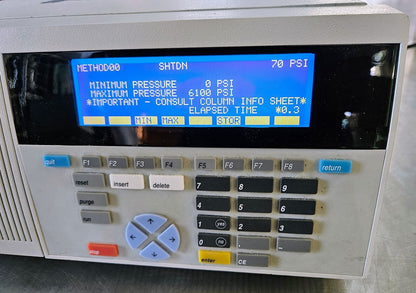 METHOD00 SHTDN 70 PSI
MINIMUM PRESSURE 0 PSI
MAXIMUM PRESSURE 6100 PSI
*IMPORTANT - CONSULT COLUMN INFO SHEET*
ELAPSED TIME *0.3
MIN MAX STOR
quit F1 F2 F3 F4 F5 F6 F7 F8 return
reset insert delete 7 8 9
purge 4 5 6
run 1 yes 2 3
0 no . -
stop enter CE